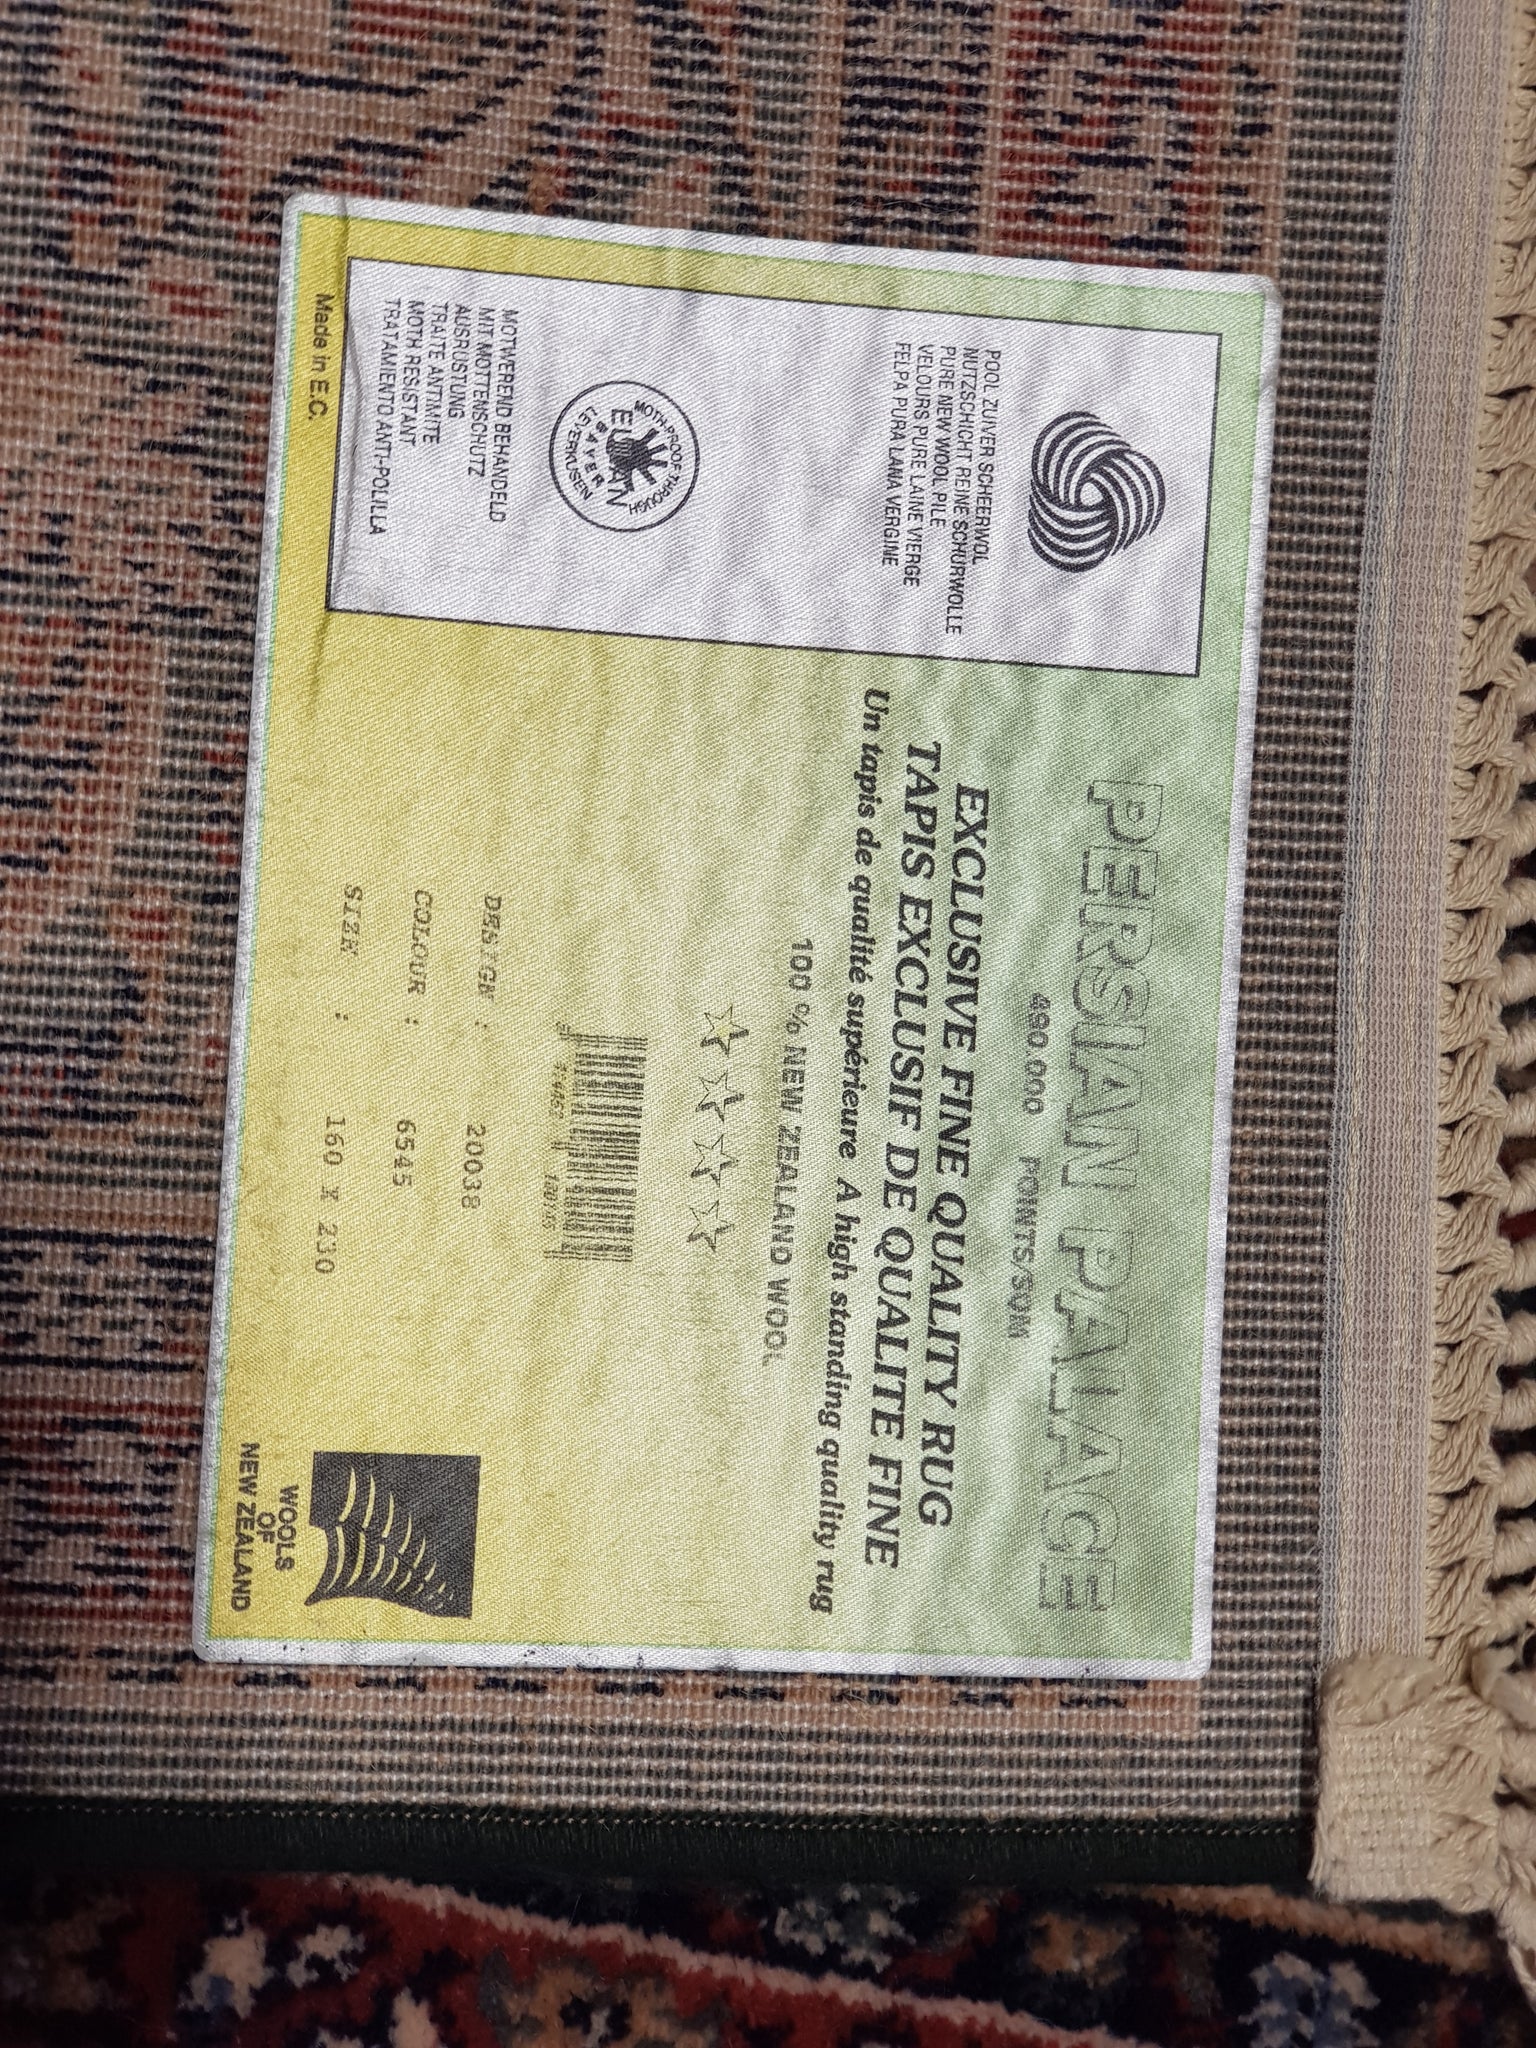 PERSIAN PALACE
490.000 POINTS/SQM
EXCLUSIVE FINE QUALITY RUG
TAPIS EXCLUSIF DE QUALITE FINE
Un tapis de qualité supérieure A high standing quality rug
100 % NEW ZEALAND WOOL
DESIGN : 20038
COLOUR : 6545
SIZE : 160 X 230
WOOLS
OF
NEW ZEALAND
POOL ZUIVER SCHEERWOL
NUTZSCHICHT REINE SCHURWOLLE
PURE NEW WOOL PILE
VELOURS PURE LAINE VIERGE
FELPA PURA LANA VERGINE
MOTH-PROOF THROUGH
EULAN
BAYER
LEVERKUSEN
MOTWEREND BEHANDELD
MIT MOTTENSCHUTZ
AUSRUSTUNG
TRAITE ANTIMITE
MOTH RESISTANT
TRATAMIENTO ANTI-POLILLA
Made in E.C.